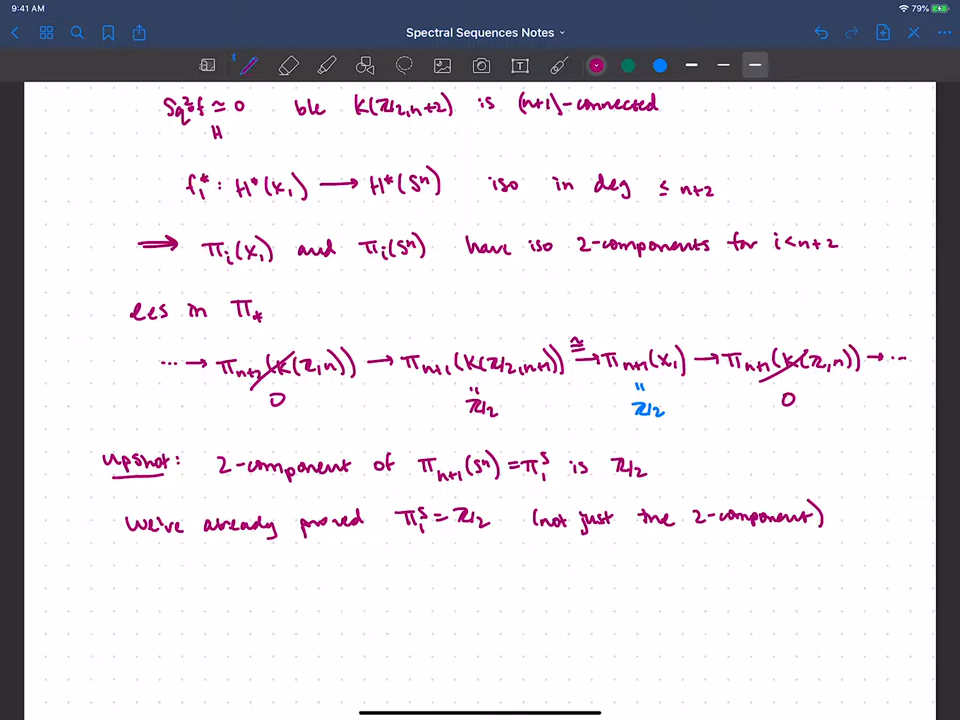 9:41 AM
79%
Spectral Sequences Notes
Sq²∘f ≃ 0 b/c K(ℤ/2, n+2) is (n+1)-connected
f₁* : H*(X₁) → H*(Sⁿ) iso in deg ≤ n+2
⟹ π_i(X₁) and π_i(Sⁿ) have iso 2-components for i < n+2
LES in π_*
⋯ → π_{n+2}(K(ℤ,n)) → π_{n+1}(K(ℤ/2,n+1)) ≅→ π_{n+1}(X₁) → π_{n+1}(K(ℤ,n)) → ⋯
0 ‖ ℤ/2 ‖ ℤ/2 0
Upshot: 2-component of π_{n+1}(Sⁿ) = π₁ˢ is ℤ/2
We've already proved π₁ˢ = ℤ/2 (not just the 2-component)